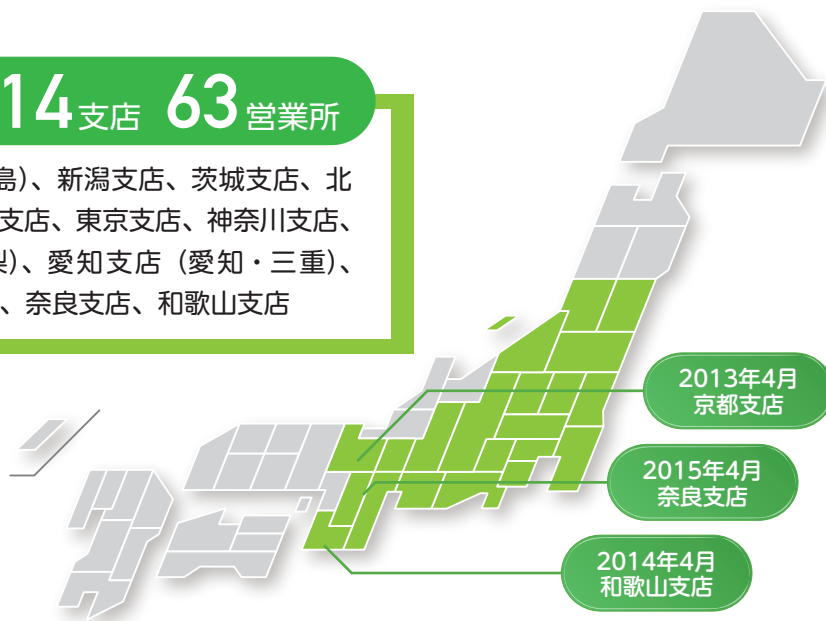 14支店 63営業所
島)、新潟支店、茨城支店、北
支店、東京支店、神奈川支店、
梨)、愛知支店(愛知・三重)、
、奈良支店、和歌山支店
2013年4月
京都支店
2015年4月
奈良支店
2014年4月
和歌山支店